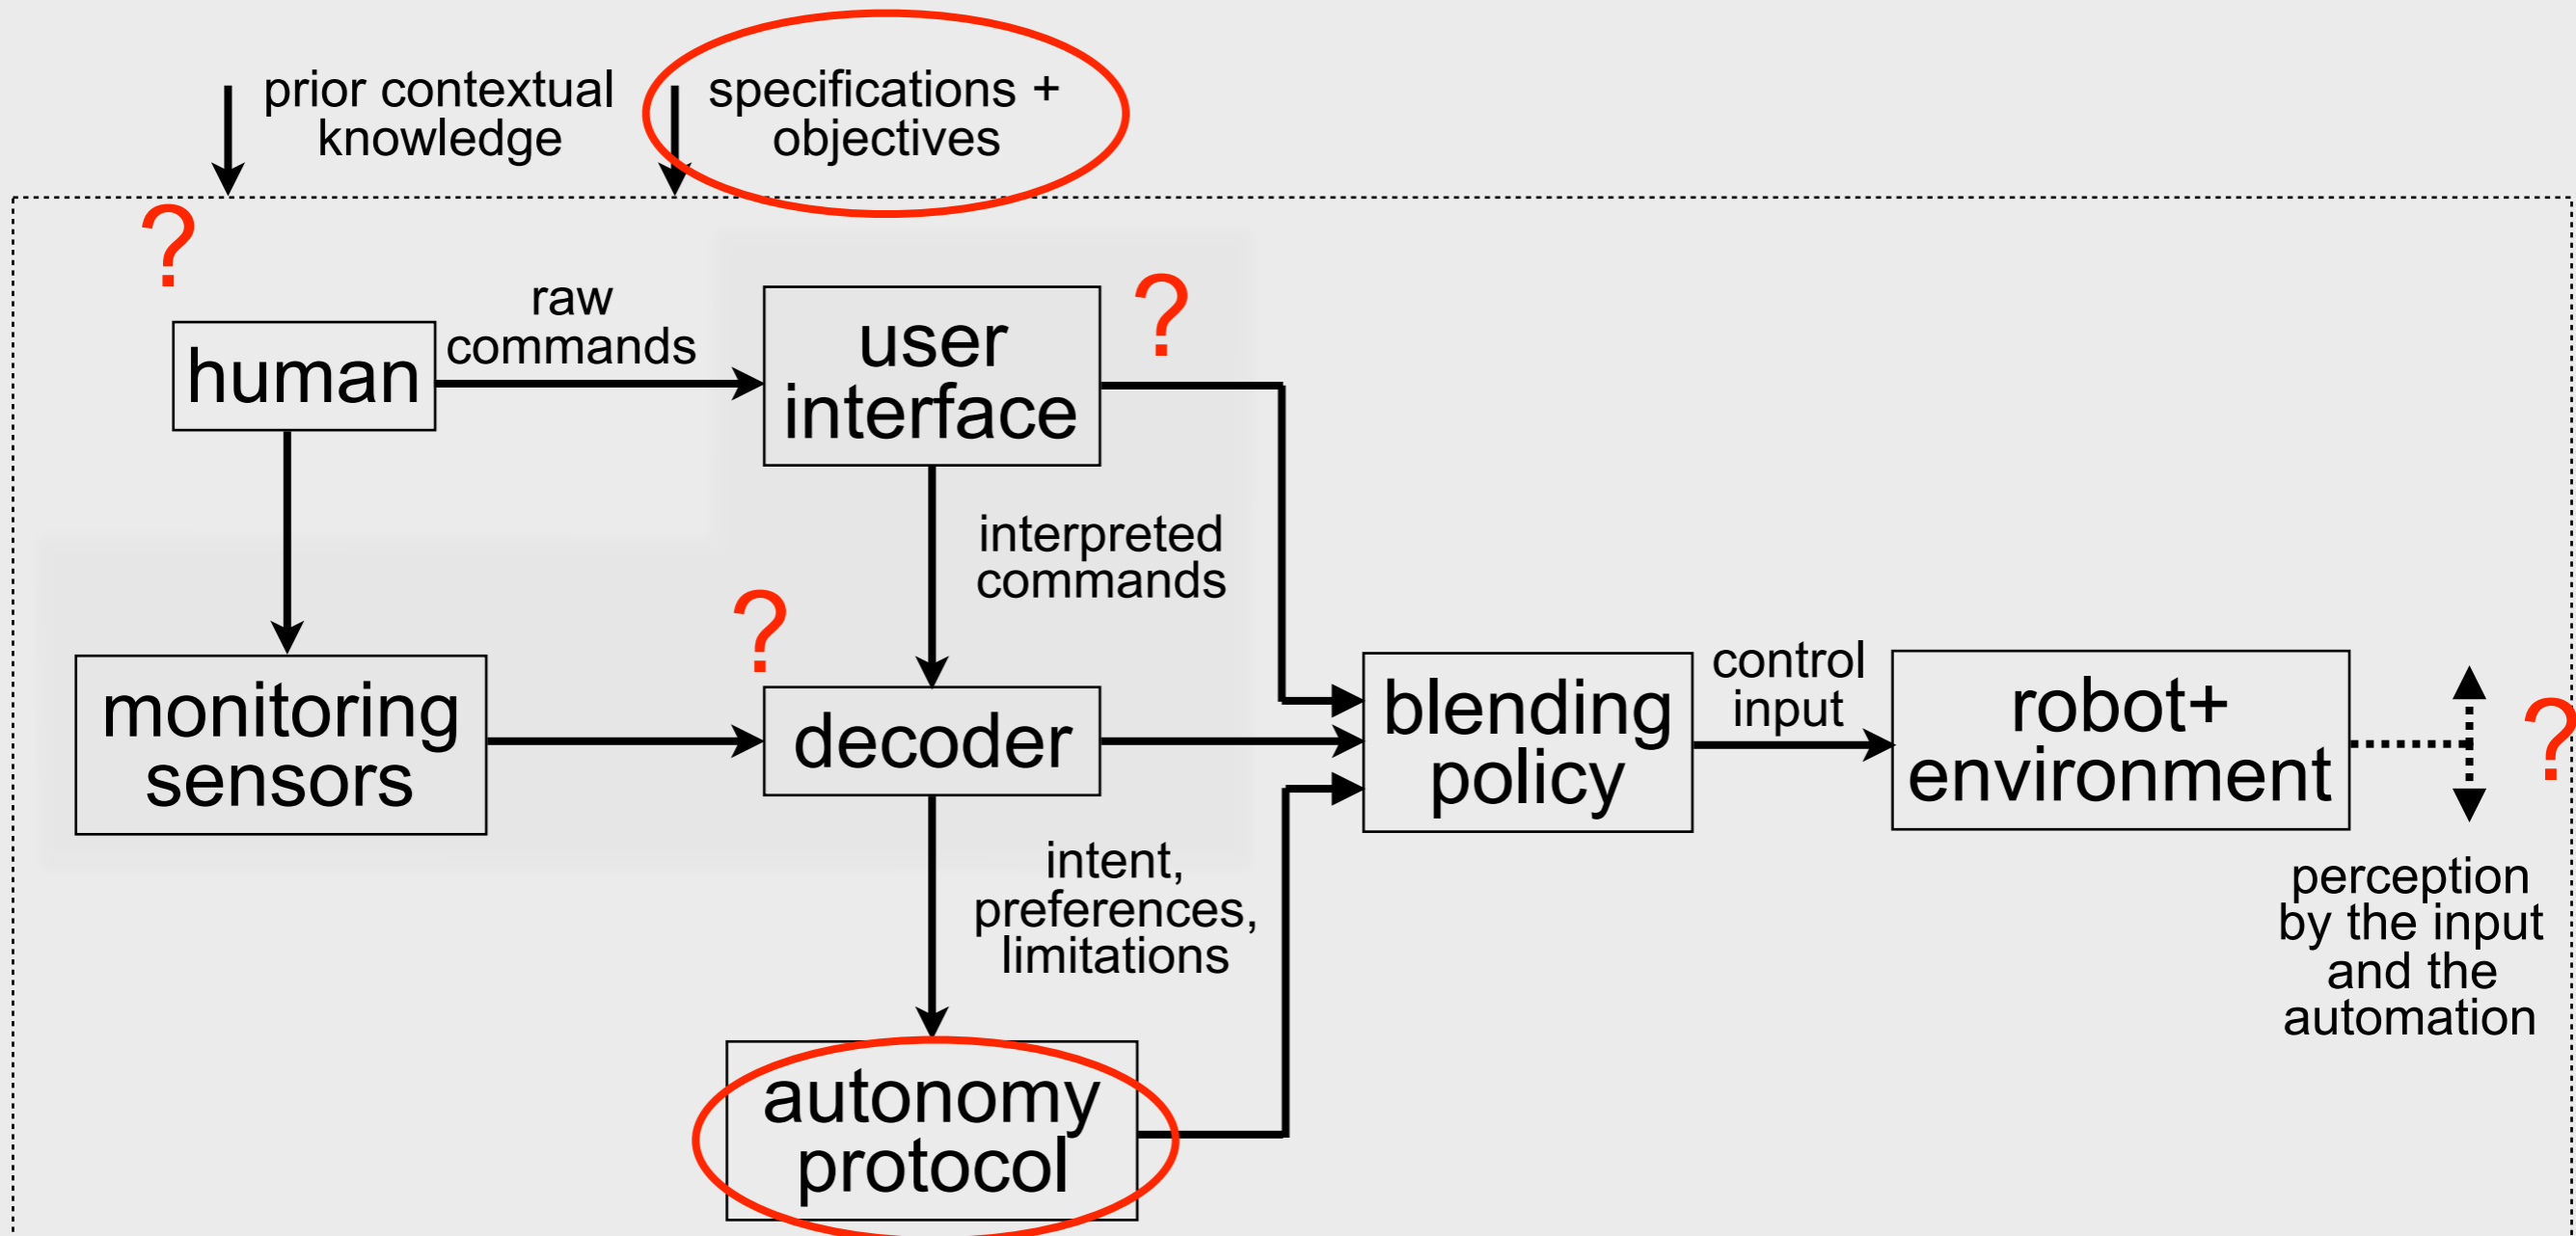 prior contextual
knowledge
specifications +
objectives
?
raw
commands
human
user
interface
?
interpreted
commands
?
monitoring
sensors
decoder
blending
policy
control
input
robot+
environment
?
intent,
preferences,
limitations
perception
by the input
and the
automation
autonomy
protocol